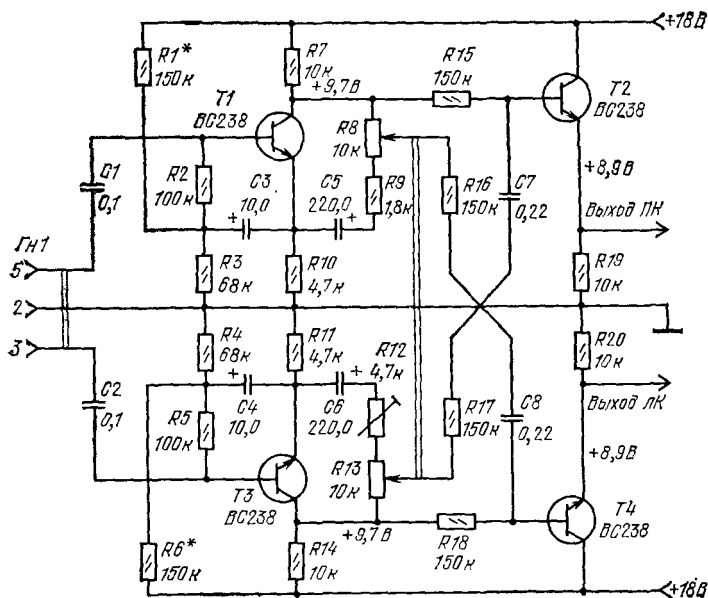 +18В
R1*
150к
R7
10к
+9,7В
R15
150к
T2
BC238
T1
BC238
R8
10к
C1
0,1
R2
100к
C3
10,0
+
C5
220,0
+
R9
1,8к
R16
150к
C7
0,22
+8,9В
Выход ПК
Гн1
5
R3
68к
R10
4,7к
R19
10к
2
3
R4
68к
R11
4,7к
R12
4,7к
R20
10к
C2
0,1
+
C4
10,0
+
C6
220,0
R5
100к
R17
150к
C8
0,22
Выход ЛК
+8,9В
T3
BC238
R13
10к
T4
BC238
+9,7В
R18
150к
R6*
150к
R14
10к
+18В